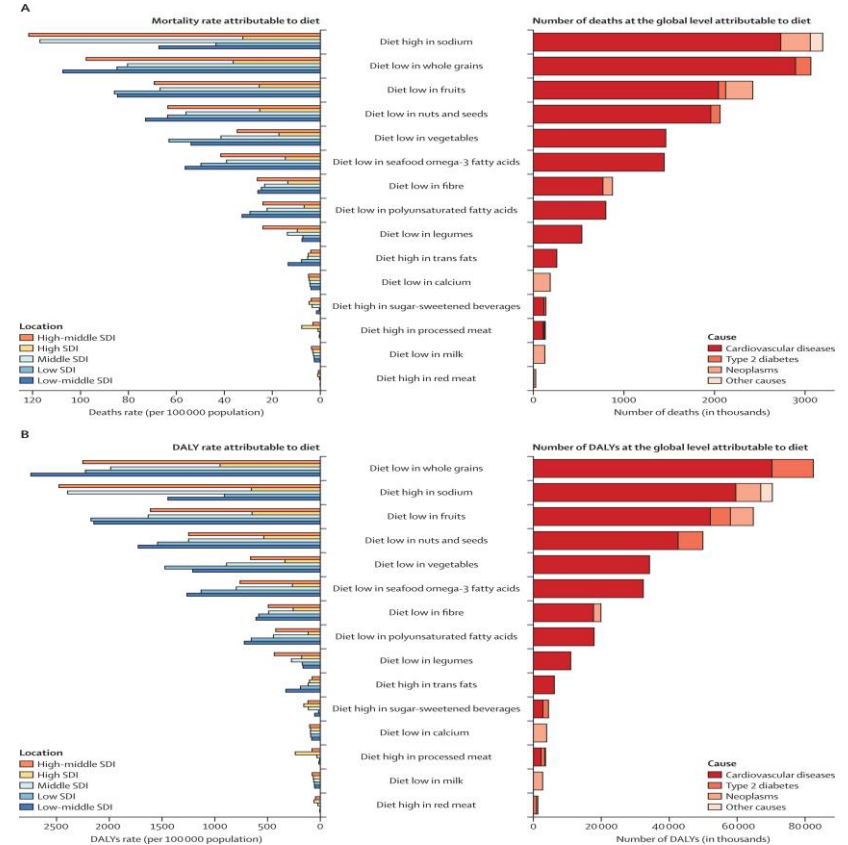 A
Mortality rate attributable to diet
Number of deaths at the global level attributable to diet
Diet high in sodium
Diet low in whole grains
Diet low in fruits
Diet low in nuts and seeds
Diet low in vegetables
Diet low in seafood omega-3 fatty acids
Diet low in fibre
Diet low in polyunsaturated fatty acids
Diet low in legumes
Diet high in trans fats
Diet low in calcium
Diet high in sugar-sweetened beverages
Diet high in processed meat
Diet low in milk
Diet high in red meat
Location
High-middle SDI
High SDI
Middle SDI
Low SDI
Low-middle SDI
Cause
Cardiovascular diseases
Type 2 diabetes
Neoplasms
Other causes
120 100 80 60 40 20 0
Deaths rate (per 100 000 population)
0 1000 2000 3000
Number of deaths (in thousands)
B
DALY rate attributable to diet
Number of DALYs at the global level attributable to diet
Diet low in whole grains
Diet high in sodium
Diet low in fruits
Diet low in nuts and seeds
Diet low in vegetables
Diet low in seafood omega-3 fatty acids
Diet low in fibre
Diet low in polyunsaturated fatty acids
Diet low in legumes
Diet high in trans fats
Diet high in sugar-sweetened beverages
Diet low in calcium
Diet high in processed meat
Diet low in milk
Diet high in red meat
Location
High-middle SDI
High SDI
Middle SDI
Low SDI
Low-middle SDI
Cause
Cardiovascular diseases
Type 2 diabetes
Neoplasms
Other causes
2500 2000 1500 1000 500 0
DALYs rate (per 100 000 population)
0 20 000 40 000 60 000 80 000
Number of DALYs (in thousands)